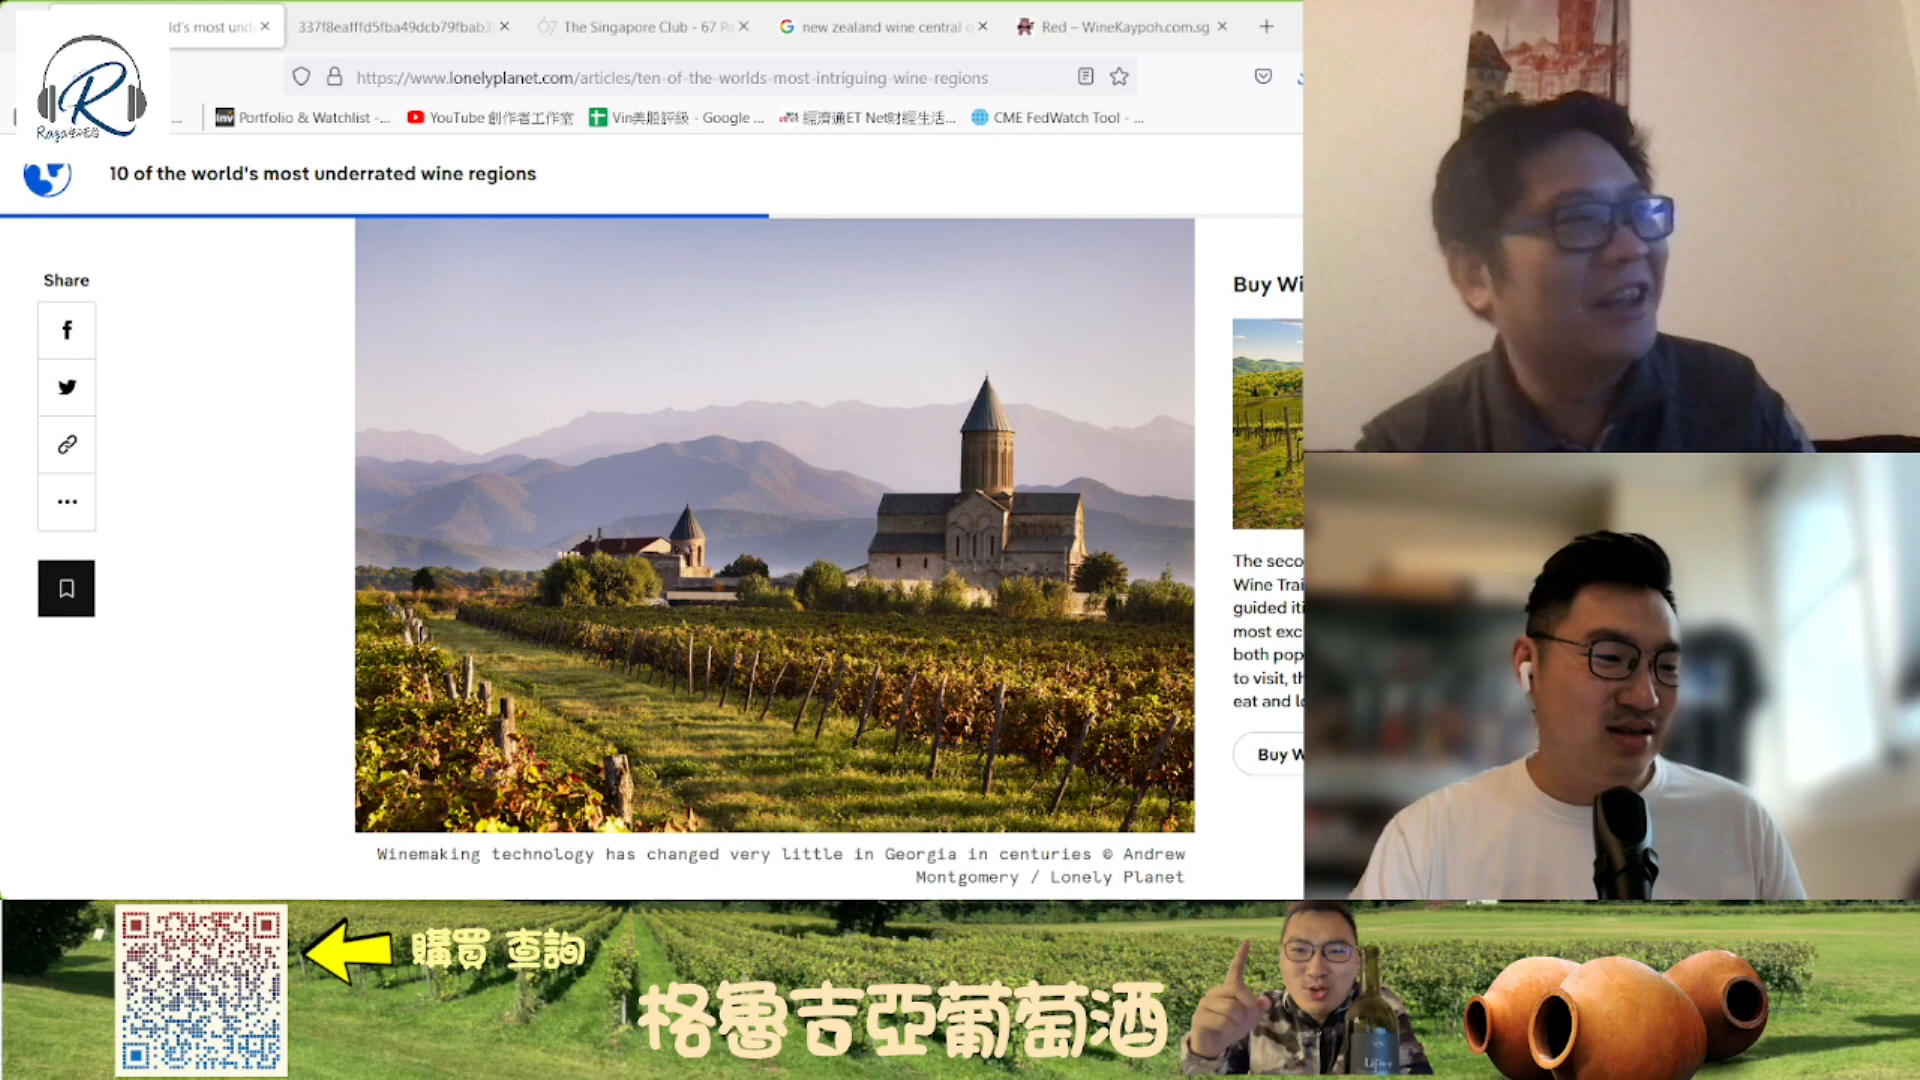 ld's most und
337f8eafffd5fba49dcb79fbab3
The Singapore Club - 67 Pa
new zealand wine central o
Red – WineKaypoh.com.sg
R
https://www.lonelyplanet.com/articles/ten-of-the-worlds-most-intriguing-wine-regions
... Portfolio & Watchlist -...
YouTube 創作者工作室
Vin美股評級 - Google ...
經濟通ET Net財經生活...
CME FedWatch Tool - ...
10 of the world's most underrated wine regions
Share
Buy Wi
The seco
Wine Trai
guided iti
most exc
both pop
to visit, th
eat and lo
Buy W
Winemaking technology has changed very little in Georgia in centuries © Andrew
Montgomery / Lonely Planet
購買 查詢
格魯吉亞葡萄酒